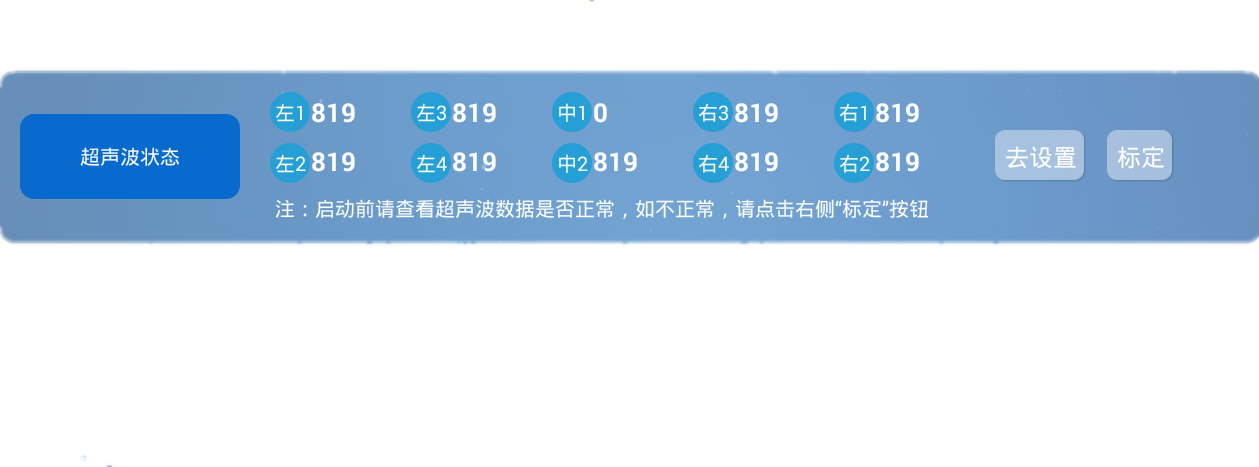 左1 819 左3 819 中1 0 右3 819 右1 819
超声波状态
左2 819 左4 819 中2 819 右4 819 右2 819
去设置 标定
注：启动前请查看超声波数据是否正常，如不正常，请点击右侧“标定”按钮